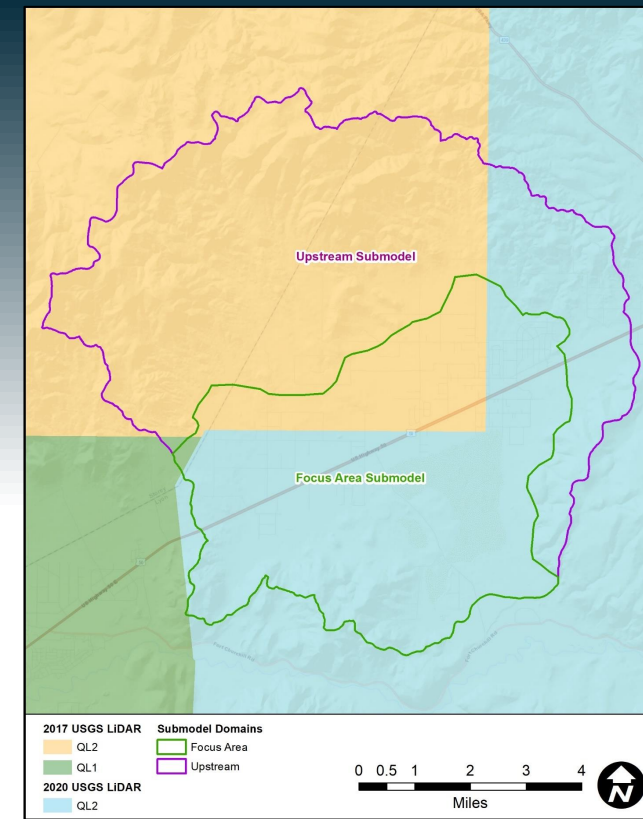 Upstream Submodel
Focus Area Submodel
2017 USGS LiDAR
QL2
QL1
2020 USGS LiDAR
QL2
Submodel Domains
Focus Area
Upstream
0 0.5 1 2 3 4
Miles
N